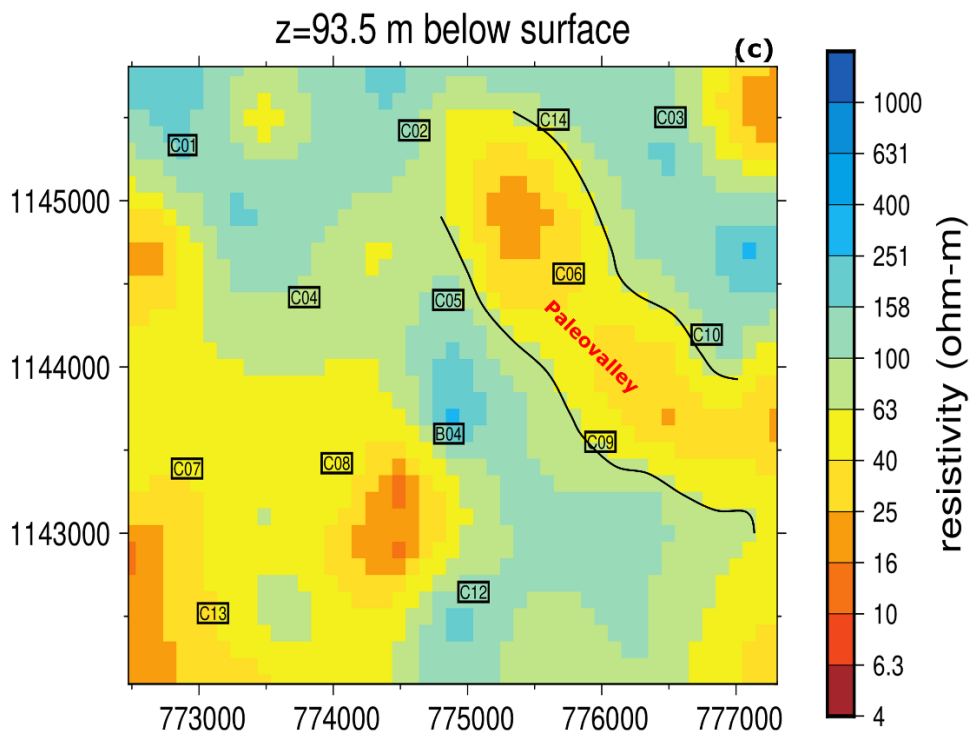 z=93.5 m below surface
(c)
C14
C03
C02
C01
1145000
C06
C04
C05
C10
Paleovalley
1144000
B04
C09
C07
C08
1143000
C12
C13
773000
774000
775000
776000
777000
1000
631
400
251
158
100
63
40
25
16
10
6.3
4
resistivity (ohm-m)